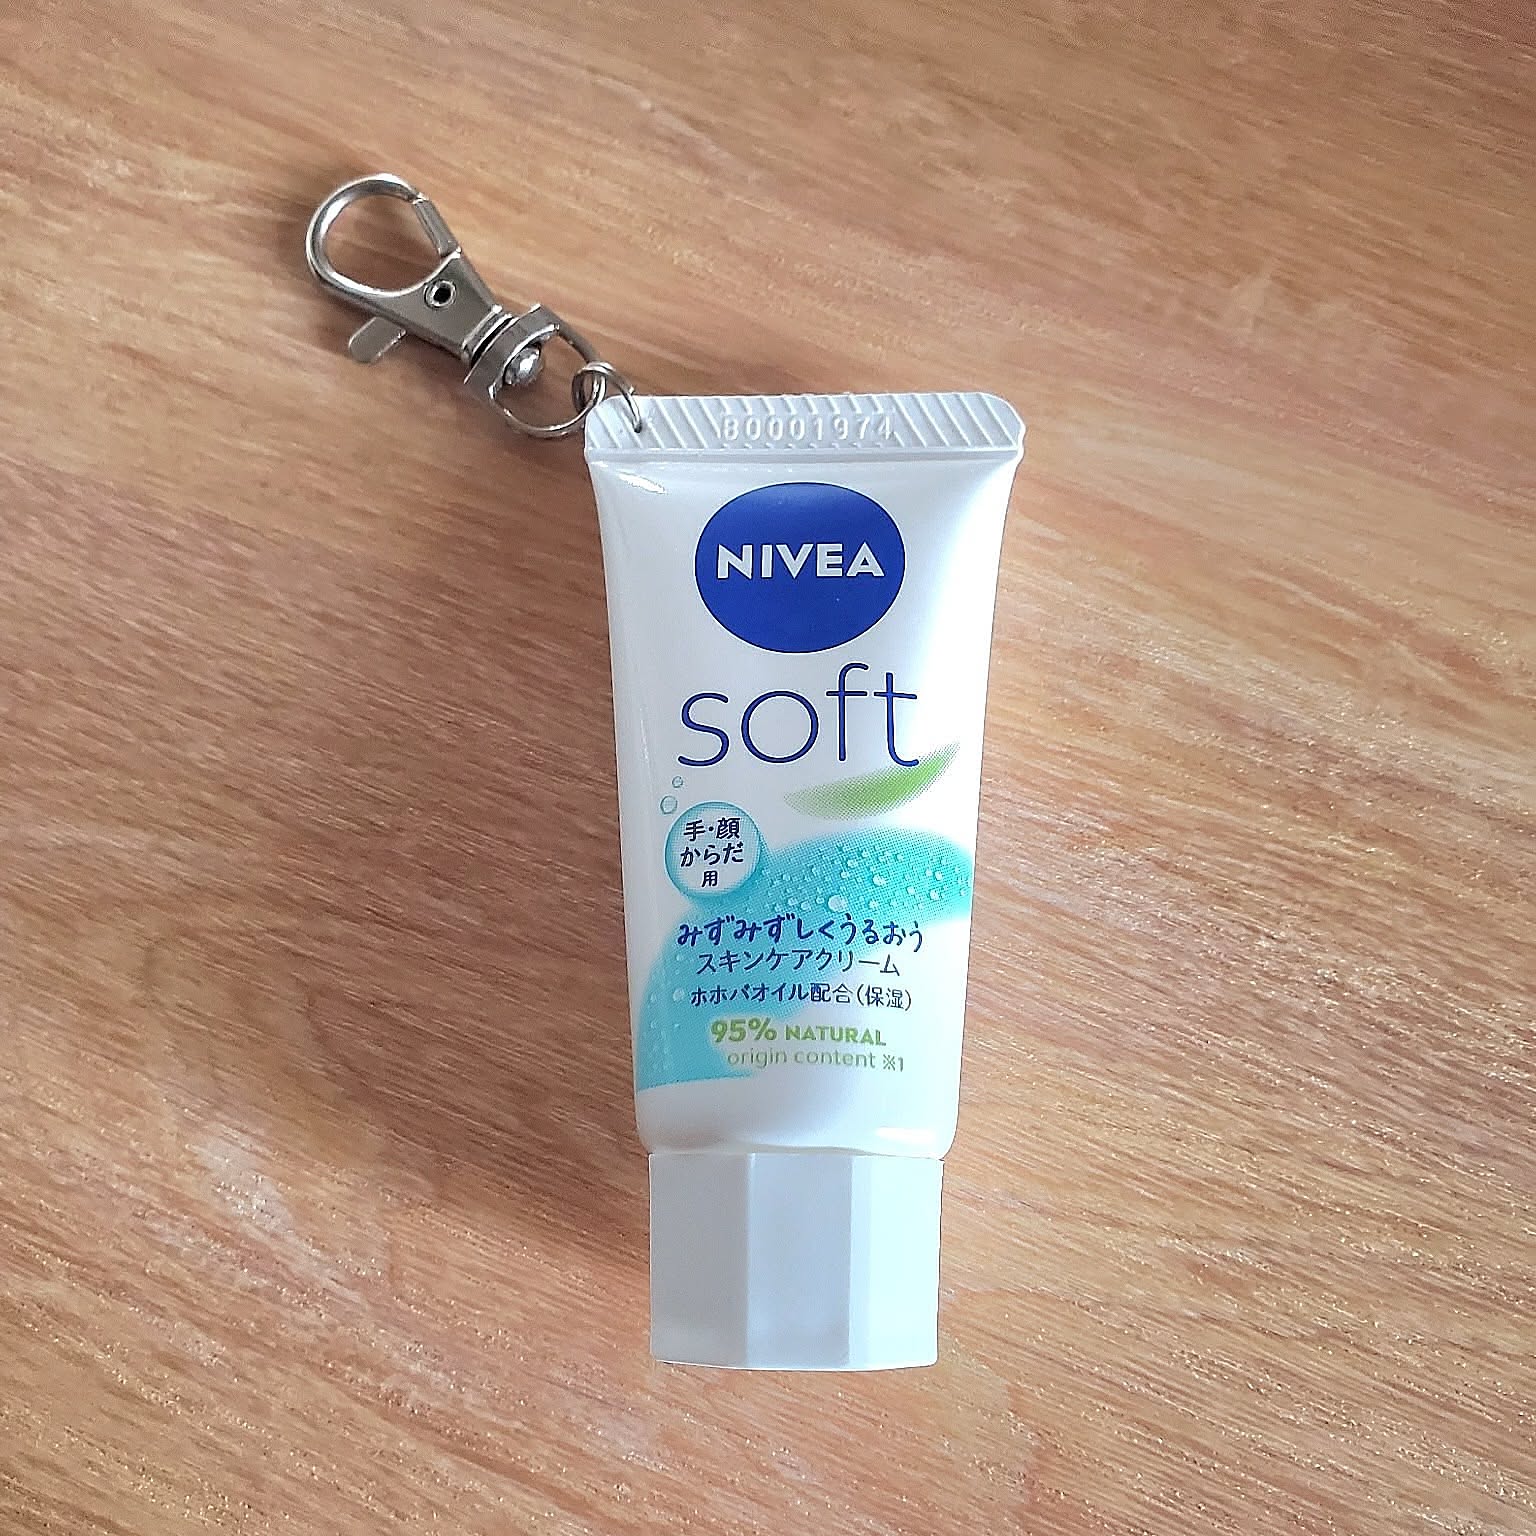 B0001974
NIVEA
soft
手・顔
からだ
用
みずみずしくうるおう
スキンケアクリーム
ホホバオイル配合(保湿)
95% NATURAL
origin content ※1